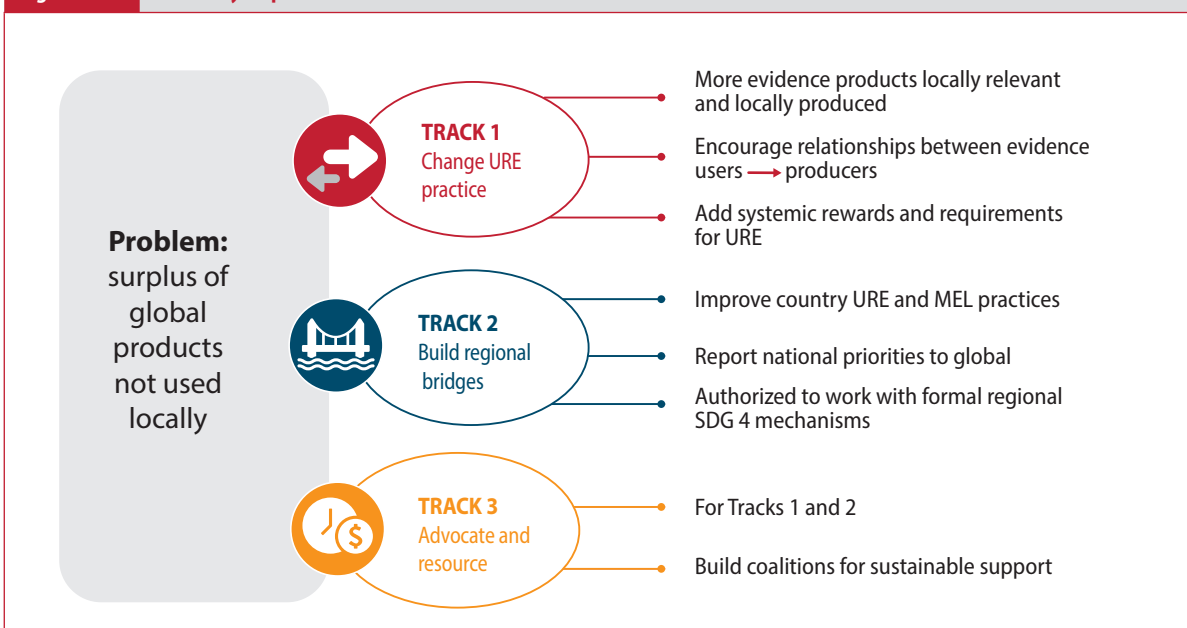 Problem:
surplus of
global
products
not used
locally
TRACK 1
Change URE
practice
More evidence products locally relevant
and locally produced
Encourage relationships between evidence
users → producers
Add systemic rewards and requirements
for URE
TRACK 2
Build regional
bridges
Improve country URE and MEL practices
Report national priorities to global
Authorized to work with formal regional
SDG 4 mechanisms
$
TRACK 3
Advocate and
resource
For Tracks 1 and 2
Build coalitions for sustainable support